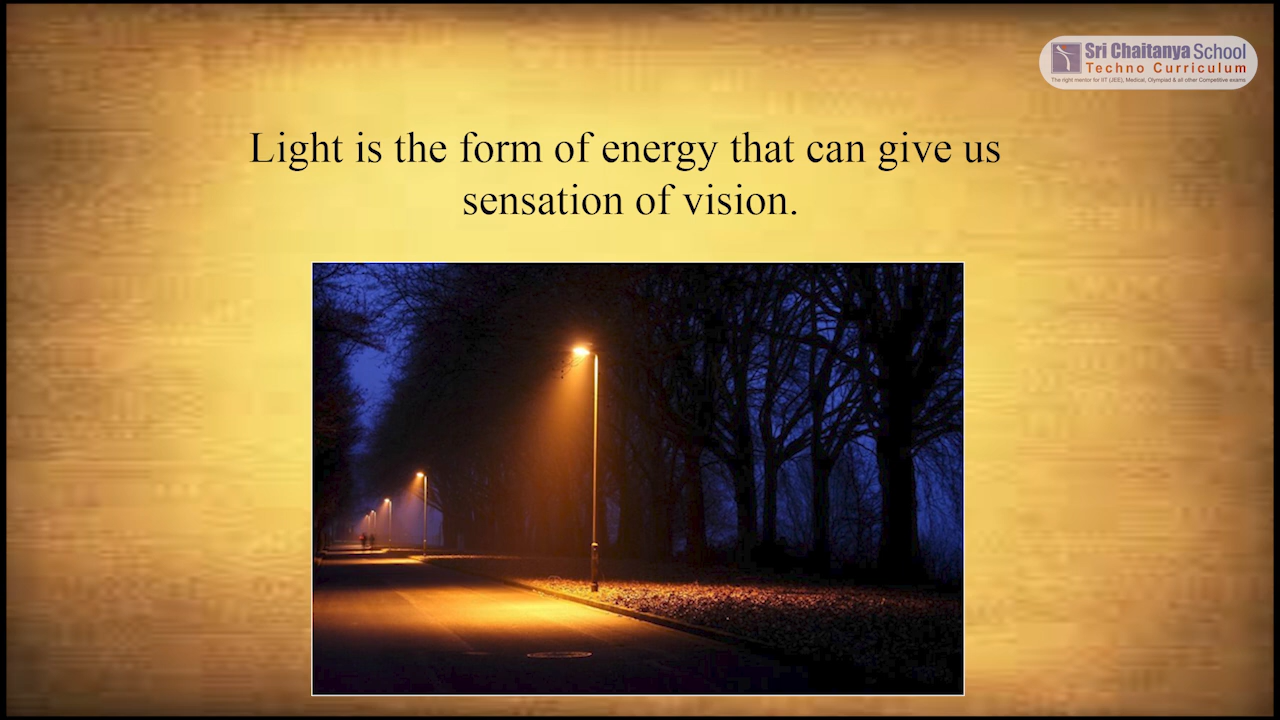 Sri Chaitanya School
Techno Curriculum
The right mentor for IIT (JEE), Medical, Olympiad & all other Competitive exams
Light is the form of energy that can give us
sensation of vision.